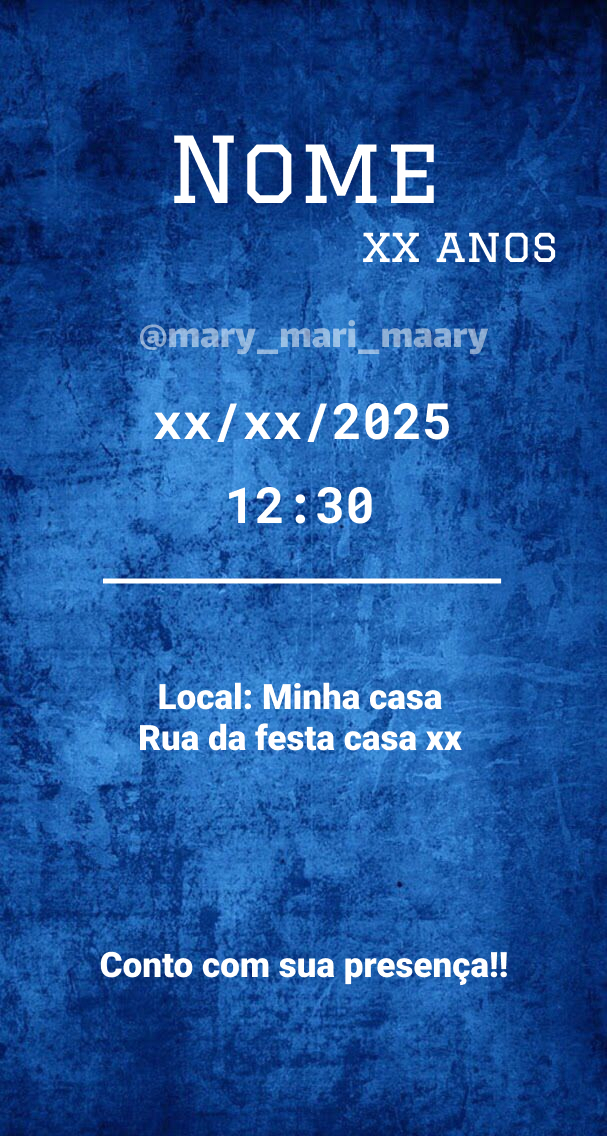 Nome
xx anos
@mary_mari_maary
xx/xx/2025
12:30
Local: Minha casa
Rua da festa casa xx
Conto com sua presença!!